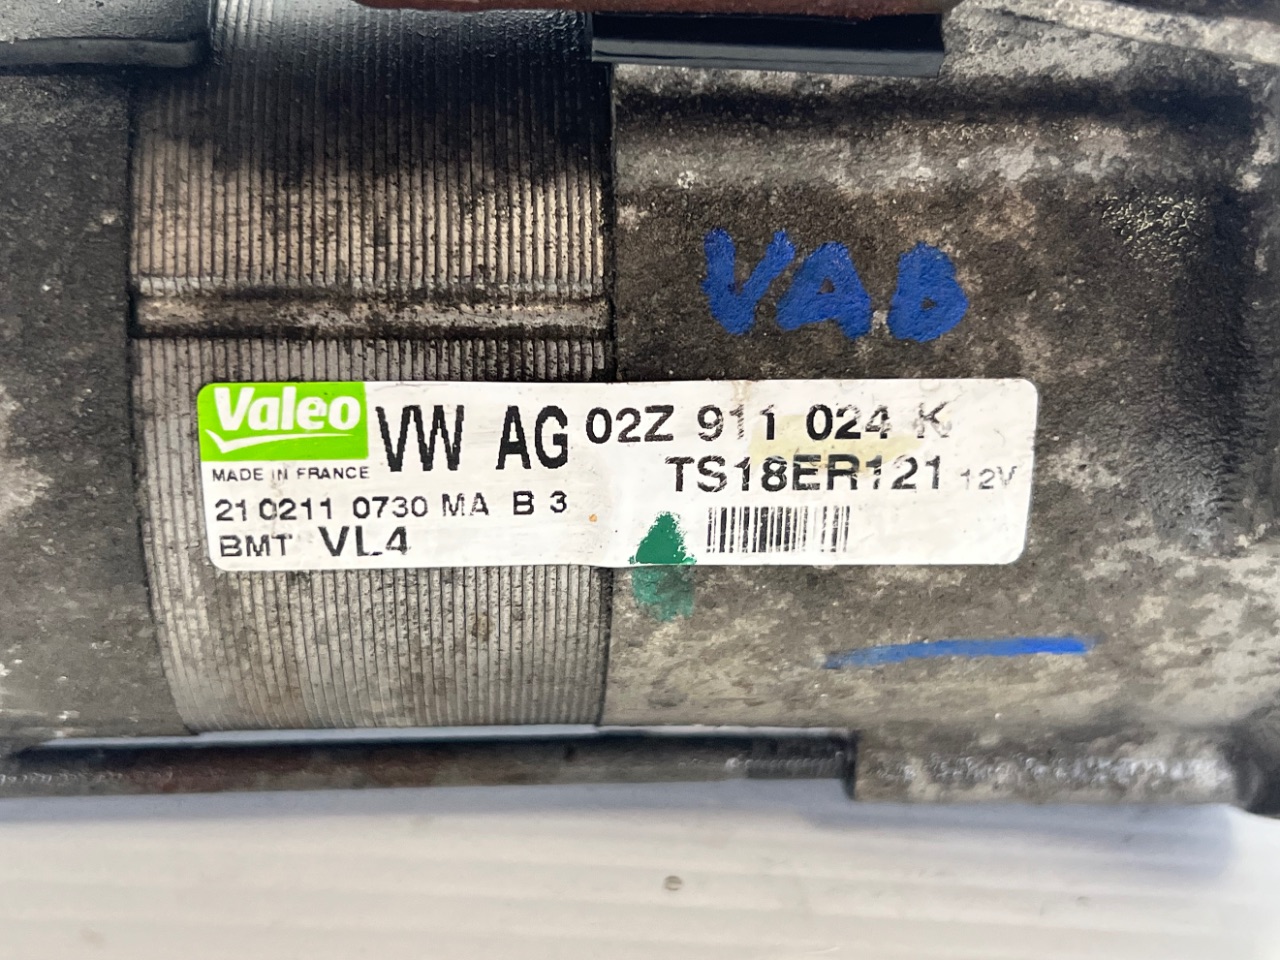 VAB
Valeo VW AG 02Z 911 024 K
MADE IN FRANCE TS18ER121 12V
21 0211 0730 MA B 3
BMT VL4